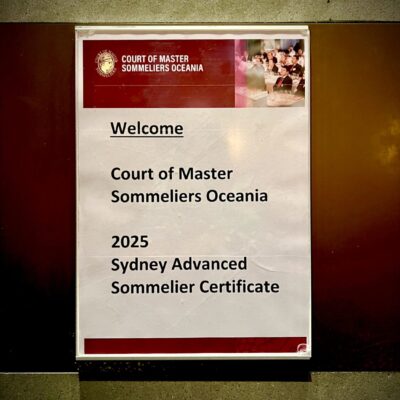 COURT OF MASTER
SOMMELIERS OCEANIA
Welcome
Court of Master
Sommeliers Oceania
2025
Sydney Advanced
Sommelier Certificate